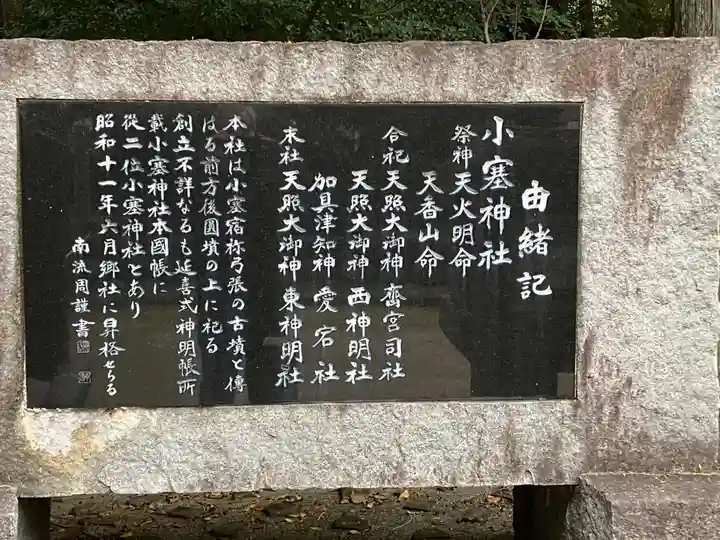 由緒記
小塞神社
祭神 天火明命
天香山命
合祀 天照大御神 齋宮司社
天照大御神 西神明社
加具津知神 愛宕社
末社 天照大御神 東神明社
本社は小塞宿祢弓張の古墳と傳
はる前方後圓墳の上に祀る
創立不詳なるも延喜式神明帳所
載小塞神社本國帳に
從二位小塞神社とあり
昭和十一年六月鄉社に昇格せらる
南流周謹書